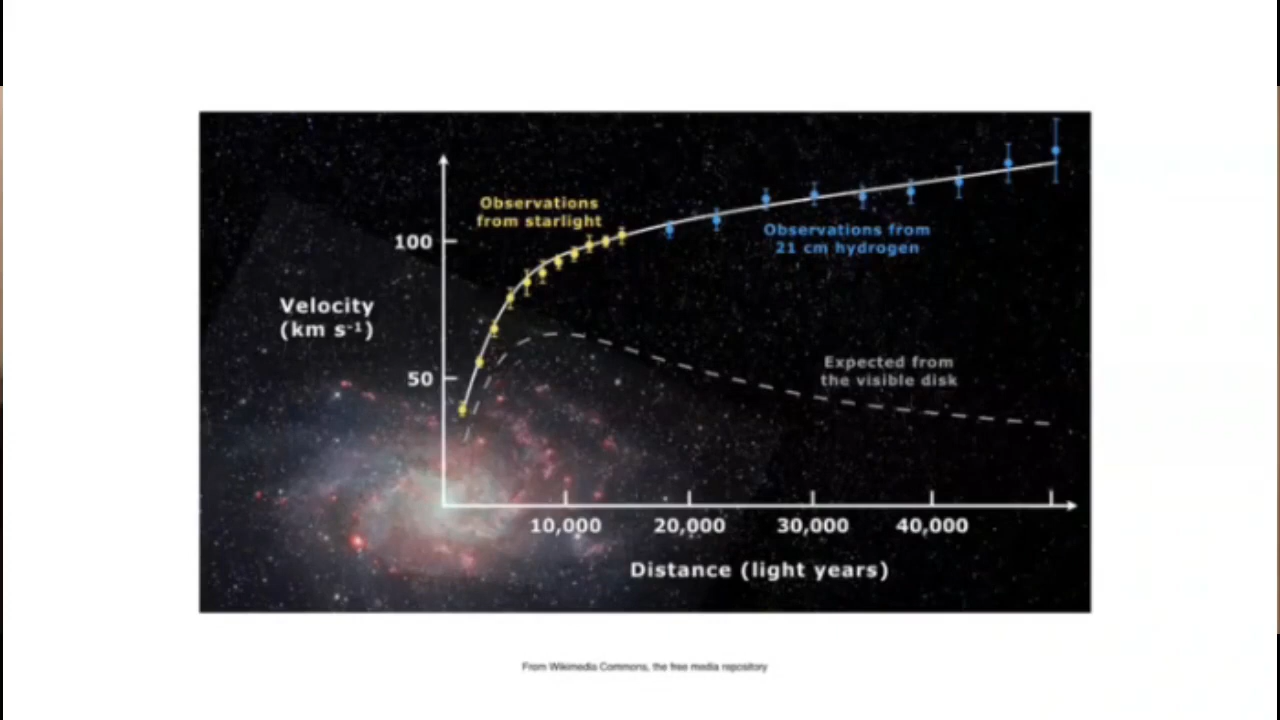 Observations
from starlight
100
Observations from
21 cm hydrogen
Velocity
(km s⁻¹)
Expected from
the visible disk
50
10,000
20,000
30,000
40,000
Distance (light years)
From Wikimedia Commons, the free media repository